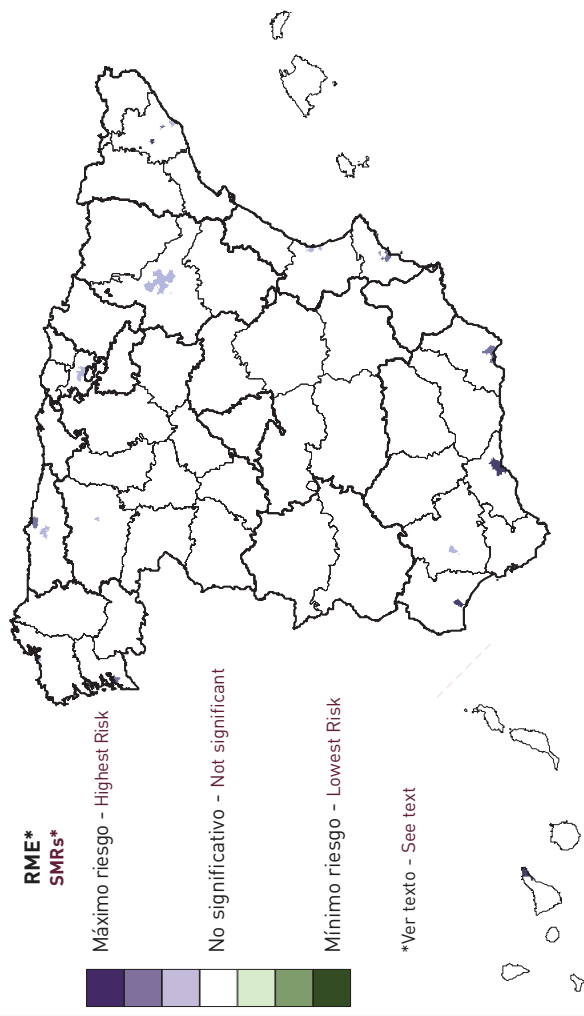 RME*
SMRs*
Máximo riesgo - Highest Risk
No significativo - Not significant
Mínimo riesgo - Lowest Risk
*Ver texto - See text